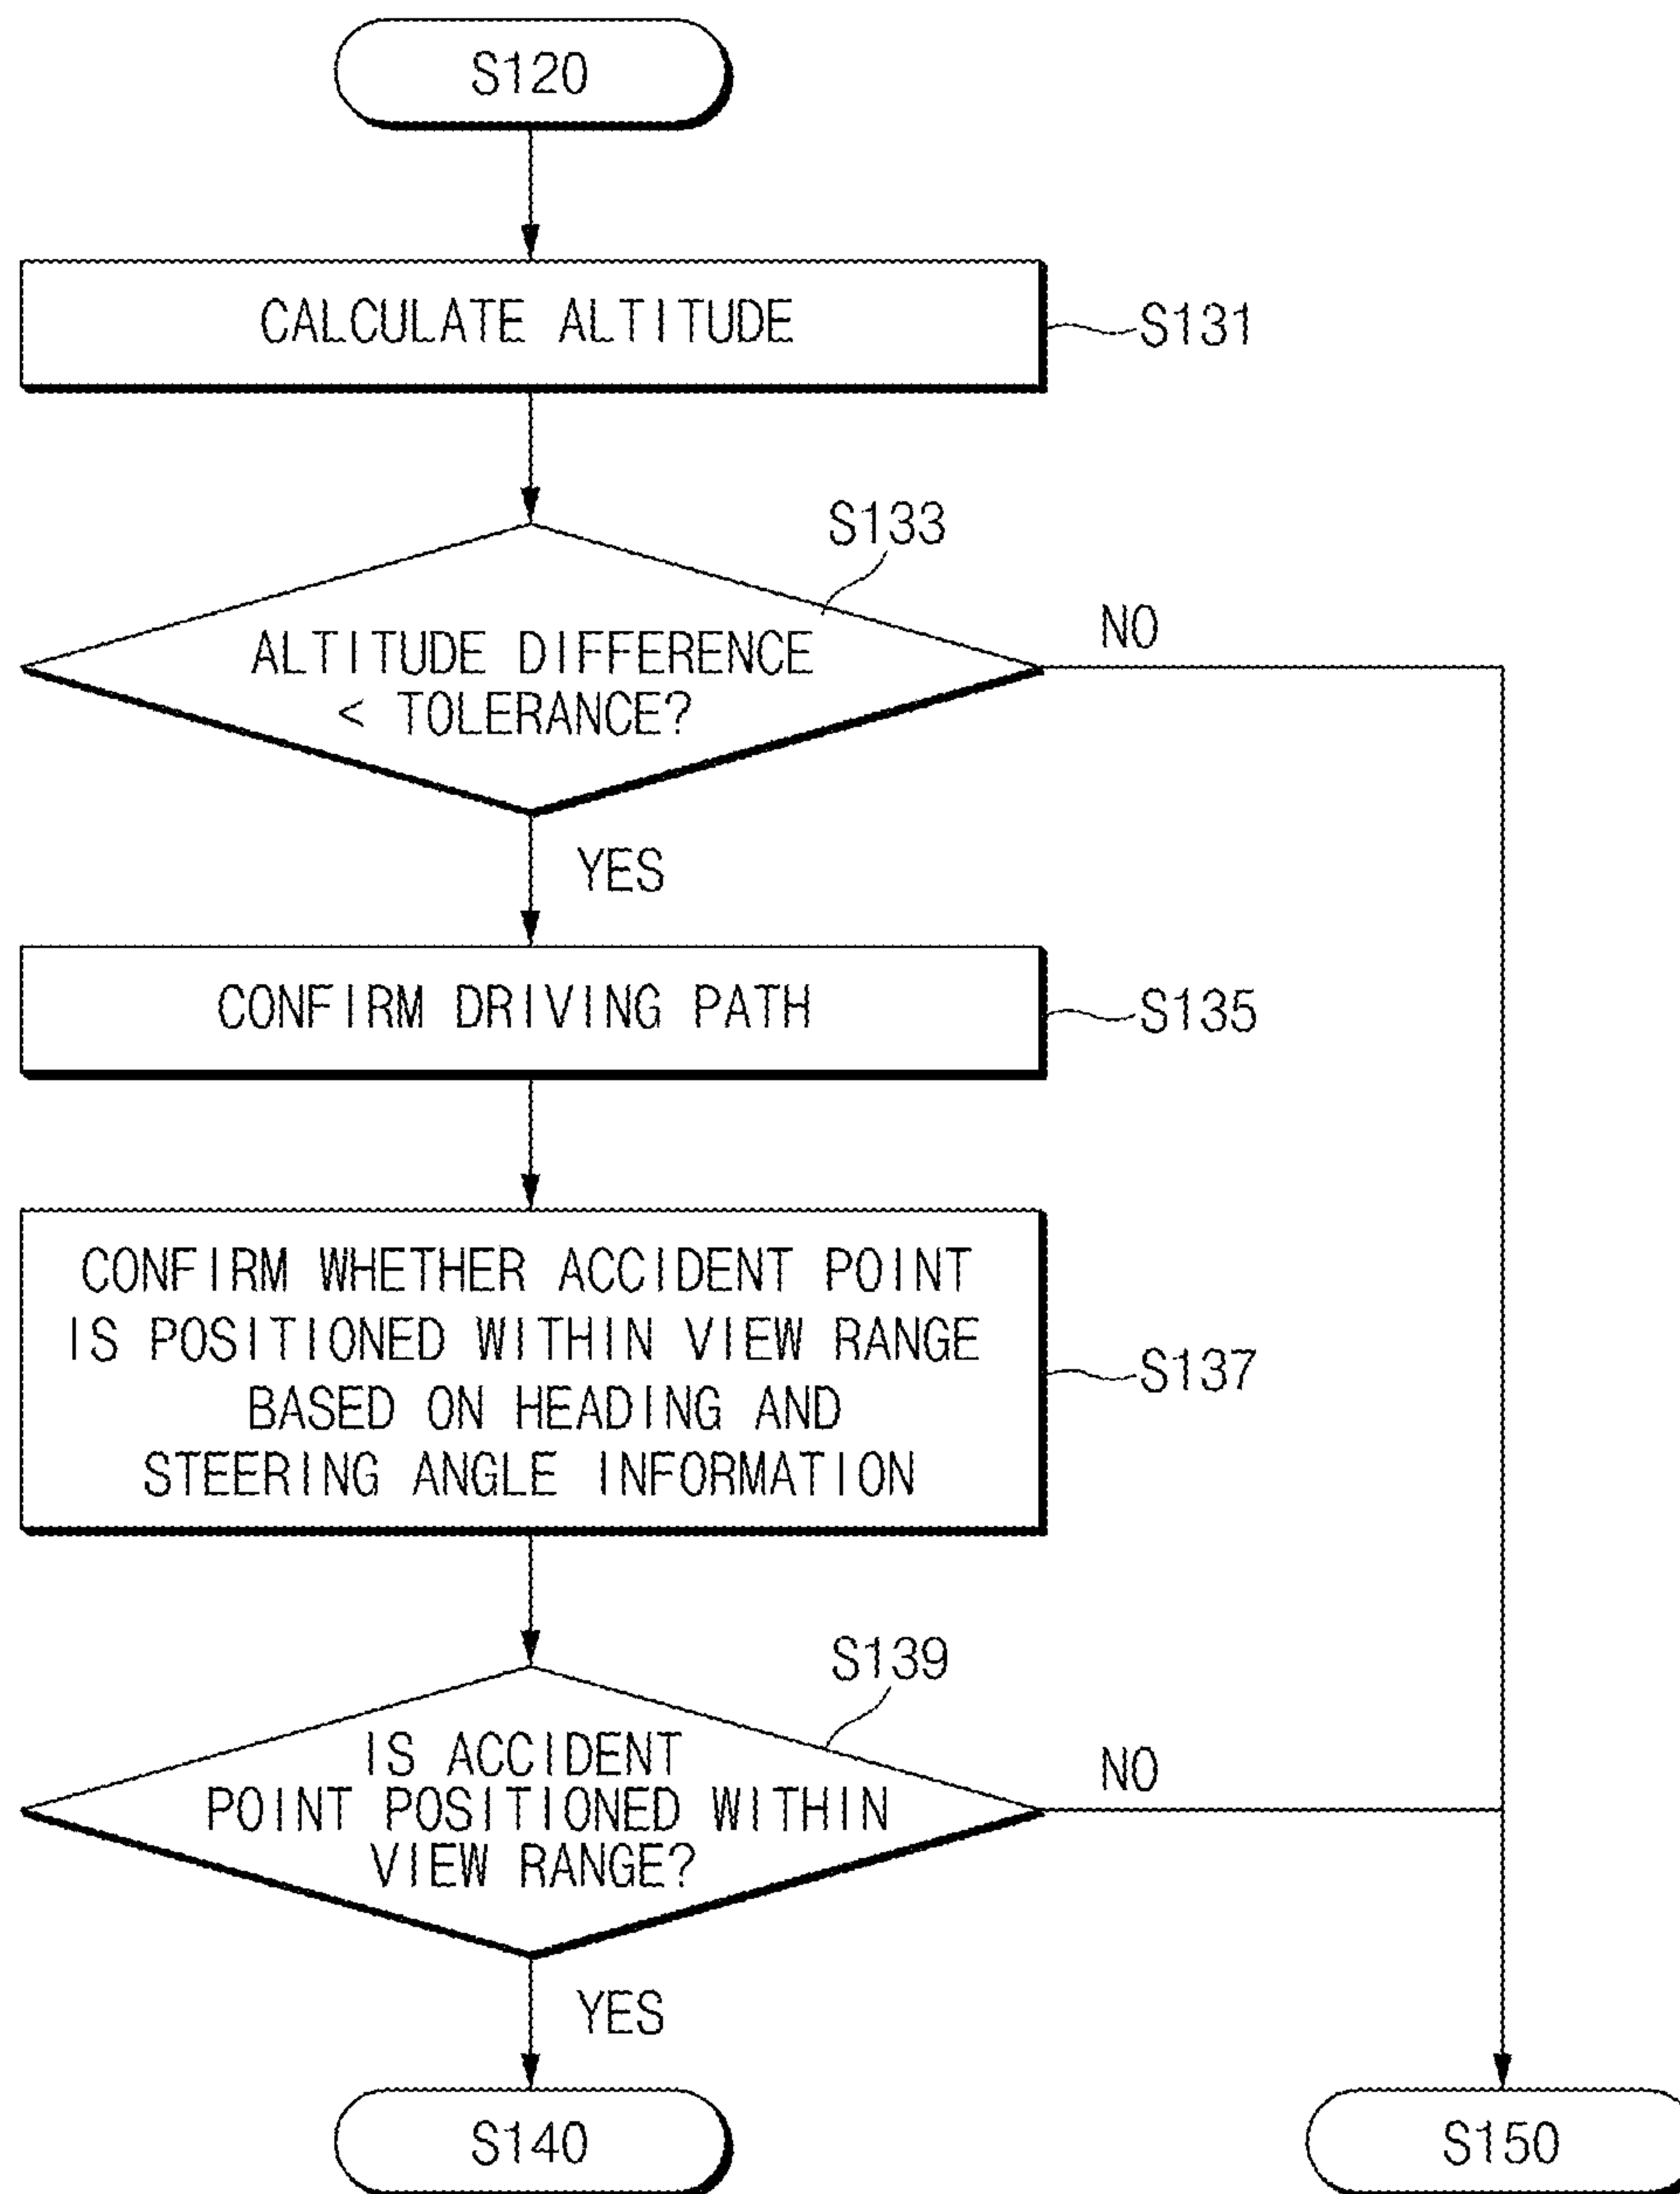 S120
CALCULATE ALTITUDE
S131
S133
ALTITUDE DIFFERENCE
< TOLERANCE?
NO
YES
CONFIRM DRIVING PATH
S135
CONFIRM WHETHER ACCIDENT POINT
IS POSITIONED WITHIN VIEW RANGE
BASED ON HEADING AND
STEERING ANGLE INFORMATION
S137
S139
IS ACCIDENT
POINT POSITIONED WITHIN
VIEW RANGE?
NO
YES
S140
S150